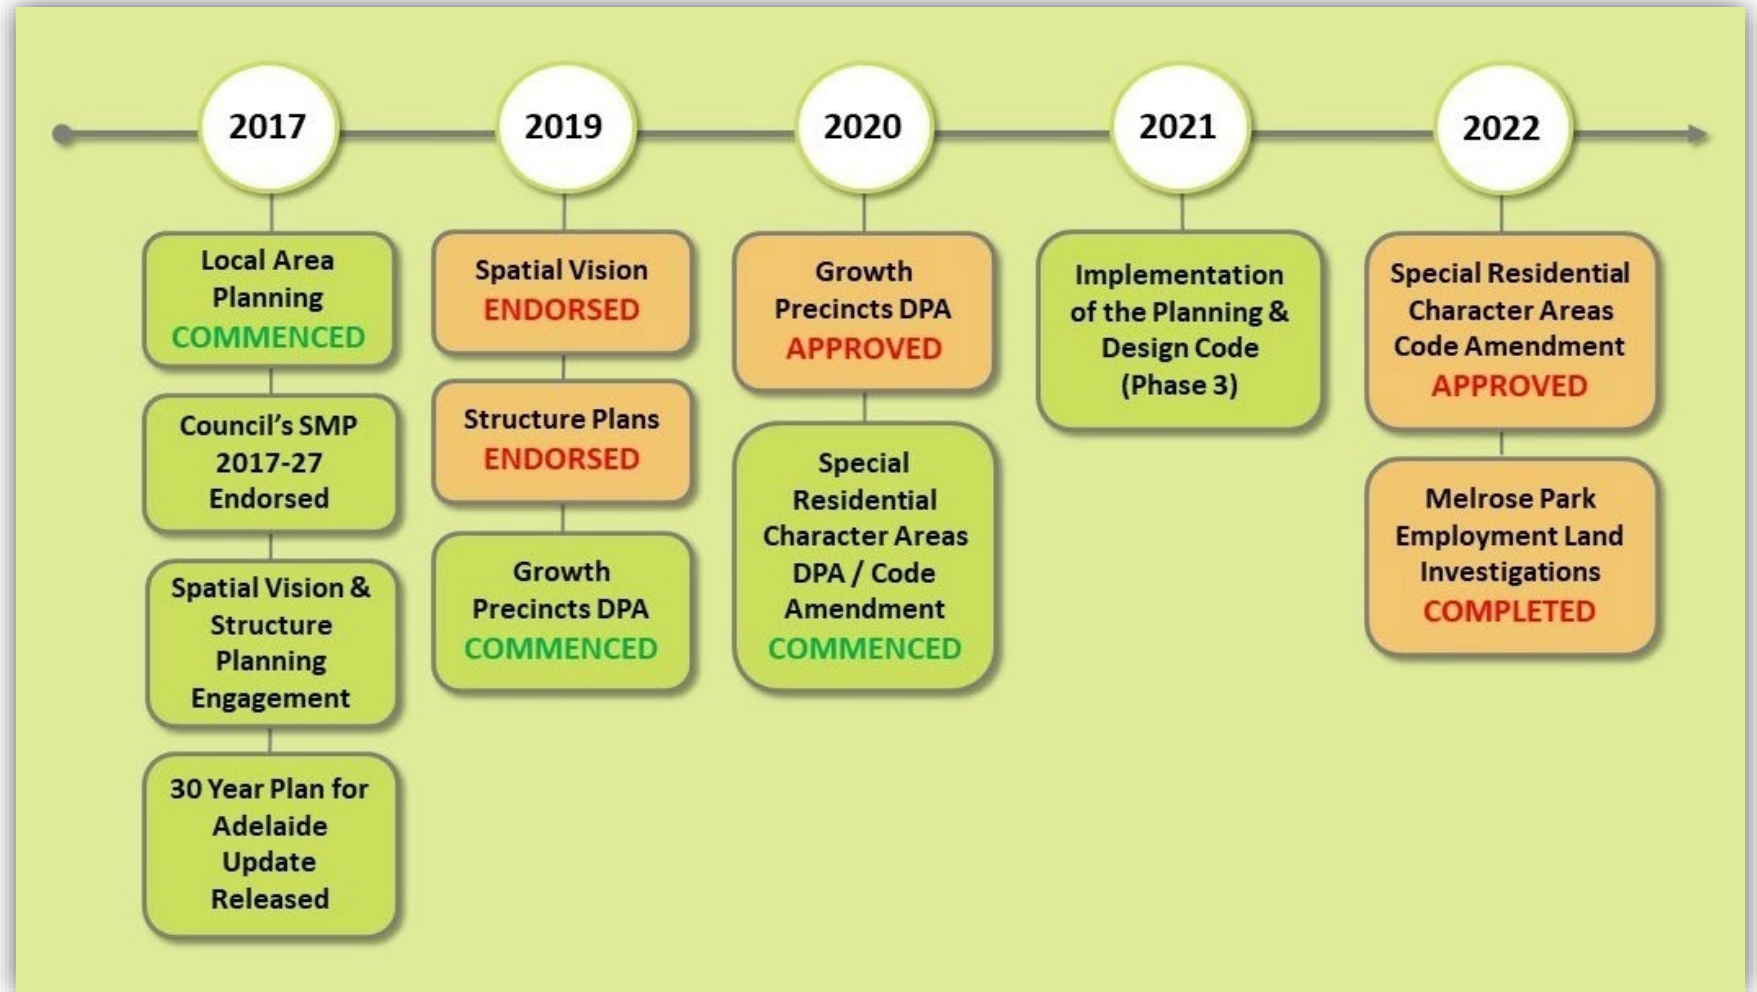 2017
2019
2020
2021
2022
Local Area
Planning
COMMENCED
Council’s SMP
2017-27
Endorsed
Spatial Vision &
Structure
Planning
Engagement
30 Year Plan for
Adelaide
Update
Released
Spatial Vision
ENDORSED
Structure Plans
ENDORSED
Growth
Precincts DPA
COMMENCED
Growth
Precincts DPA
APPROVED
Special
Residential
Character Areas
DPA / Code
Amendment
COMMENCED
Implementation
of the Planning &
Design Code
(Phase 3)
Special Residential
Character Areas
Code Amendment
APPROVED
Melrose Park
Employment Land
Investigations
COMPLETED